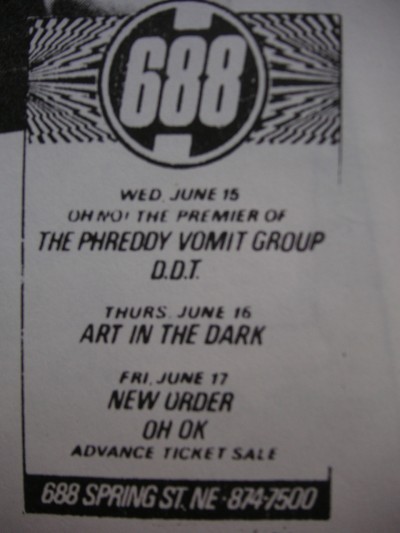 688
WED. JUNE 15
OH NO! THE PREMIER OF
THE PHREDDY VOMIT GROUP
D.D.T.
THURS. JUNE 16
ART IN THE DARK
FRI. JUNE 17
NEW ORDER
OH OK
ADVANCE TICKET SALE
688 SPRING ST. NE · 874-7500